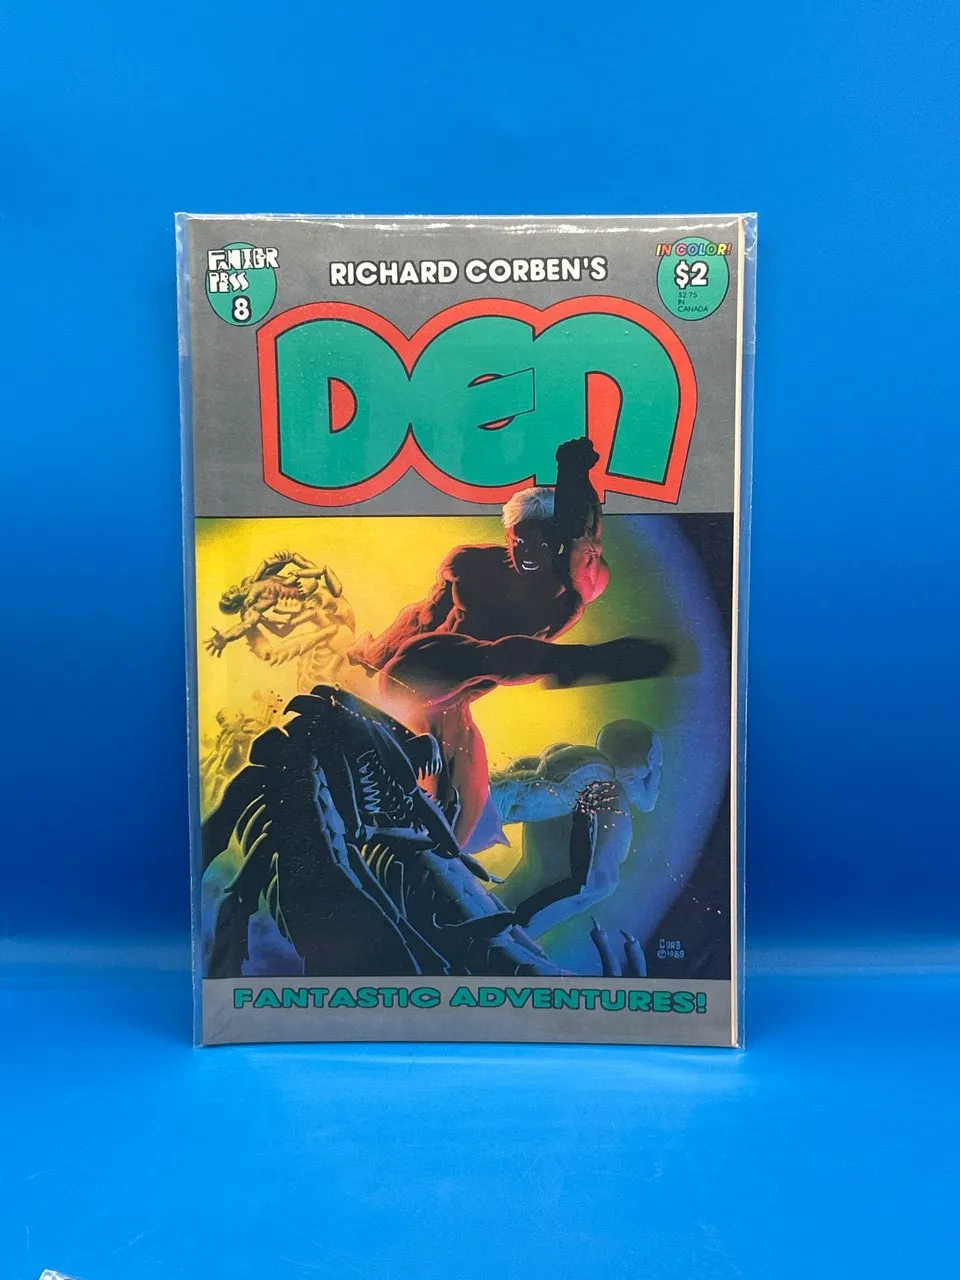 FANTAGOR
PRESS
8
RICHARD CORBEN'S
IN COLOR!
$2
$2.75
IN
CANADA
DEN
CORB
©1989
FANTASTIC ADVENTURES!